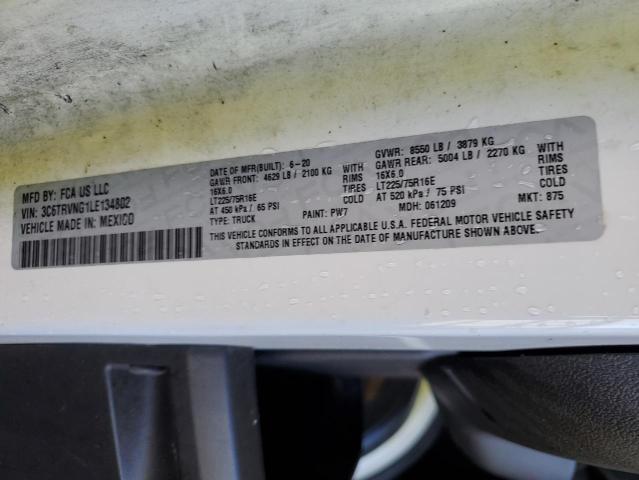 MFD BY: FCA US LLC
VIN: 3C6TRVNG1LE134802
VEHICLE MADE IN: MEXICO
DATE OF MFR(BUILT): 6-20
GAWR FRONT: 4629 LB / 2100 KG
16X6.0 WITH RIMS
LT225/75R16E TIRES
AT 450 kPa / 65 PSI COLD
TYPE: TRUCK PAINT: PW7
GVWR: 8550 LB / 3879 KG
GAWR REAR: 5004 LB / 2270 KG
16X6.0 WITH RIMS
LT225/75R16E TIRES
AT 520 kPa / 75 PSI COLD
MDH: 061209 MKT: 875
THIS VEHICLE CONFORMS TO ALL APPLICABLE U.S.A. FEDERAL MOTOR VEHICLE SAFETY
STANDARDS IN EFFECT ON THE DATE OF MANUFACTURE SHOWN ABOVE.